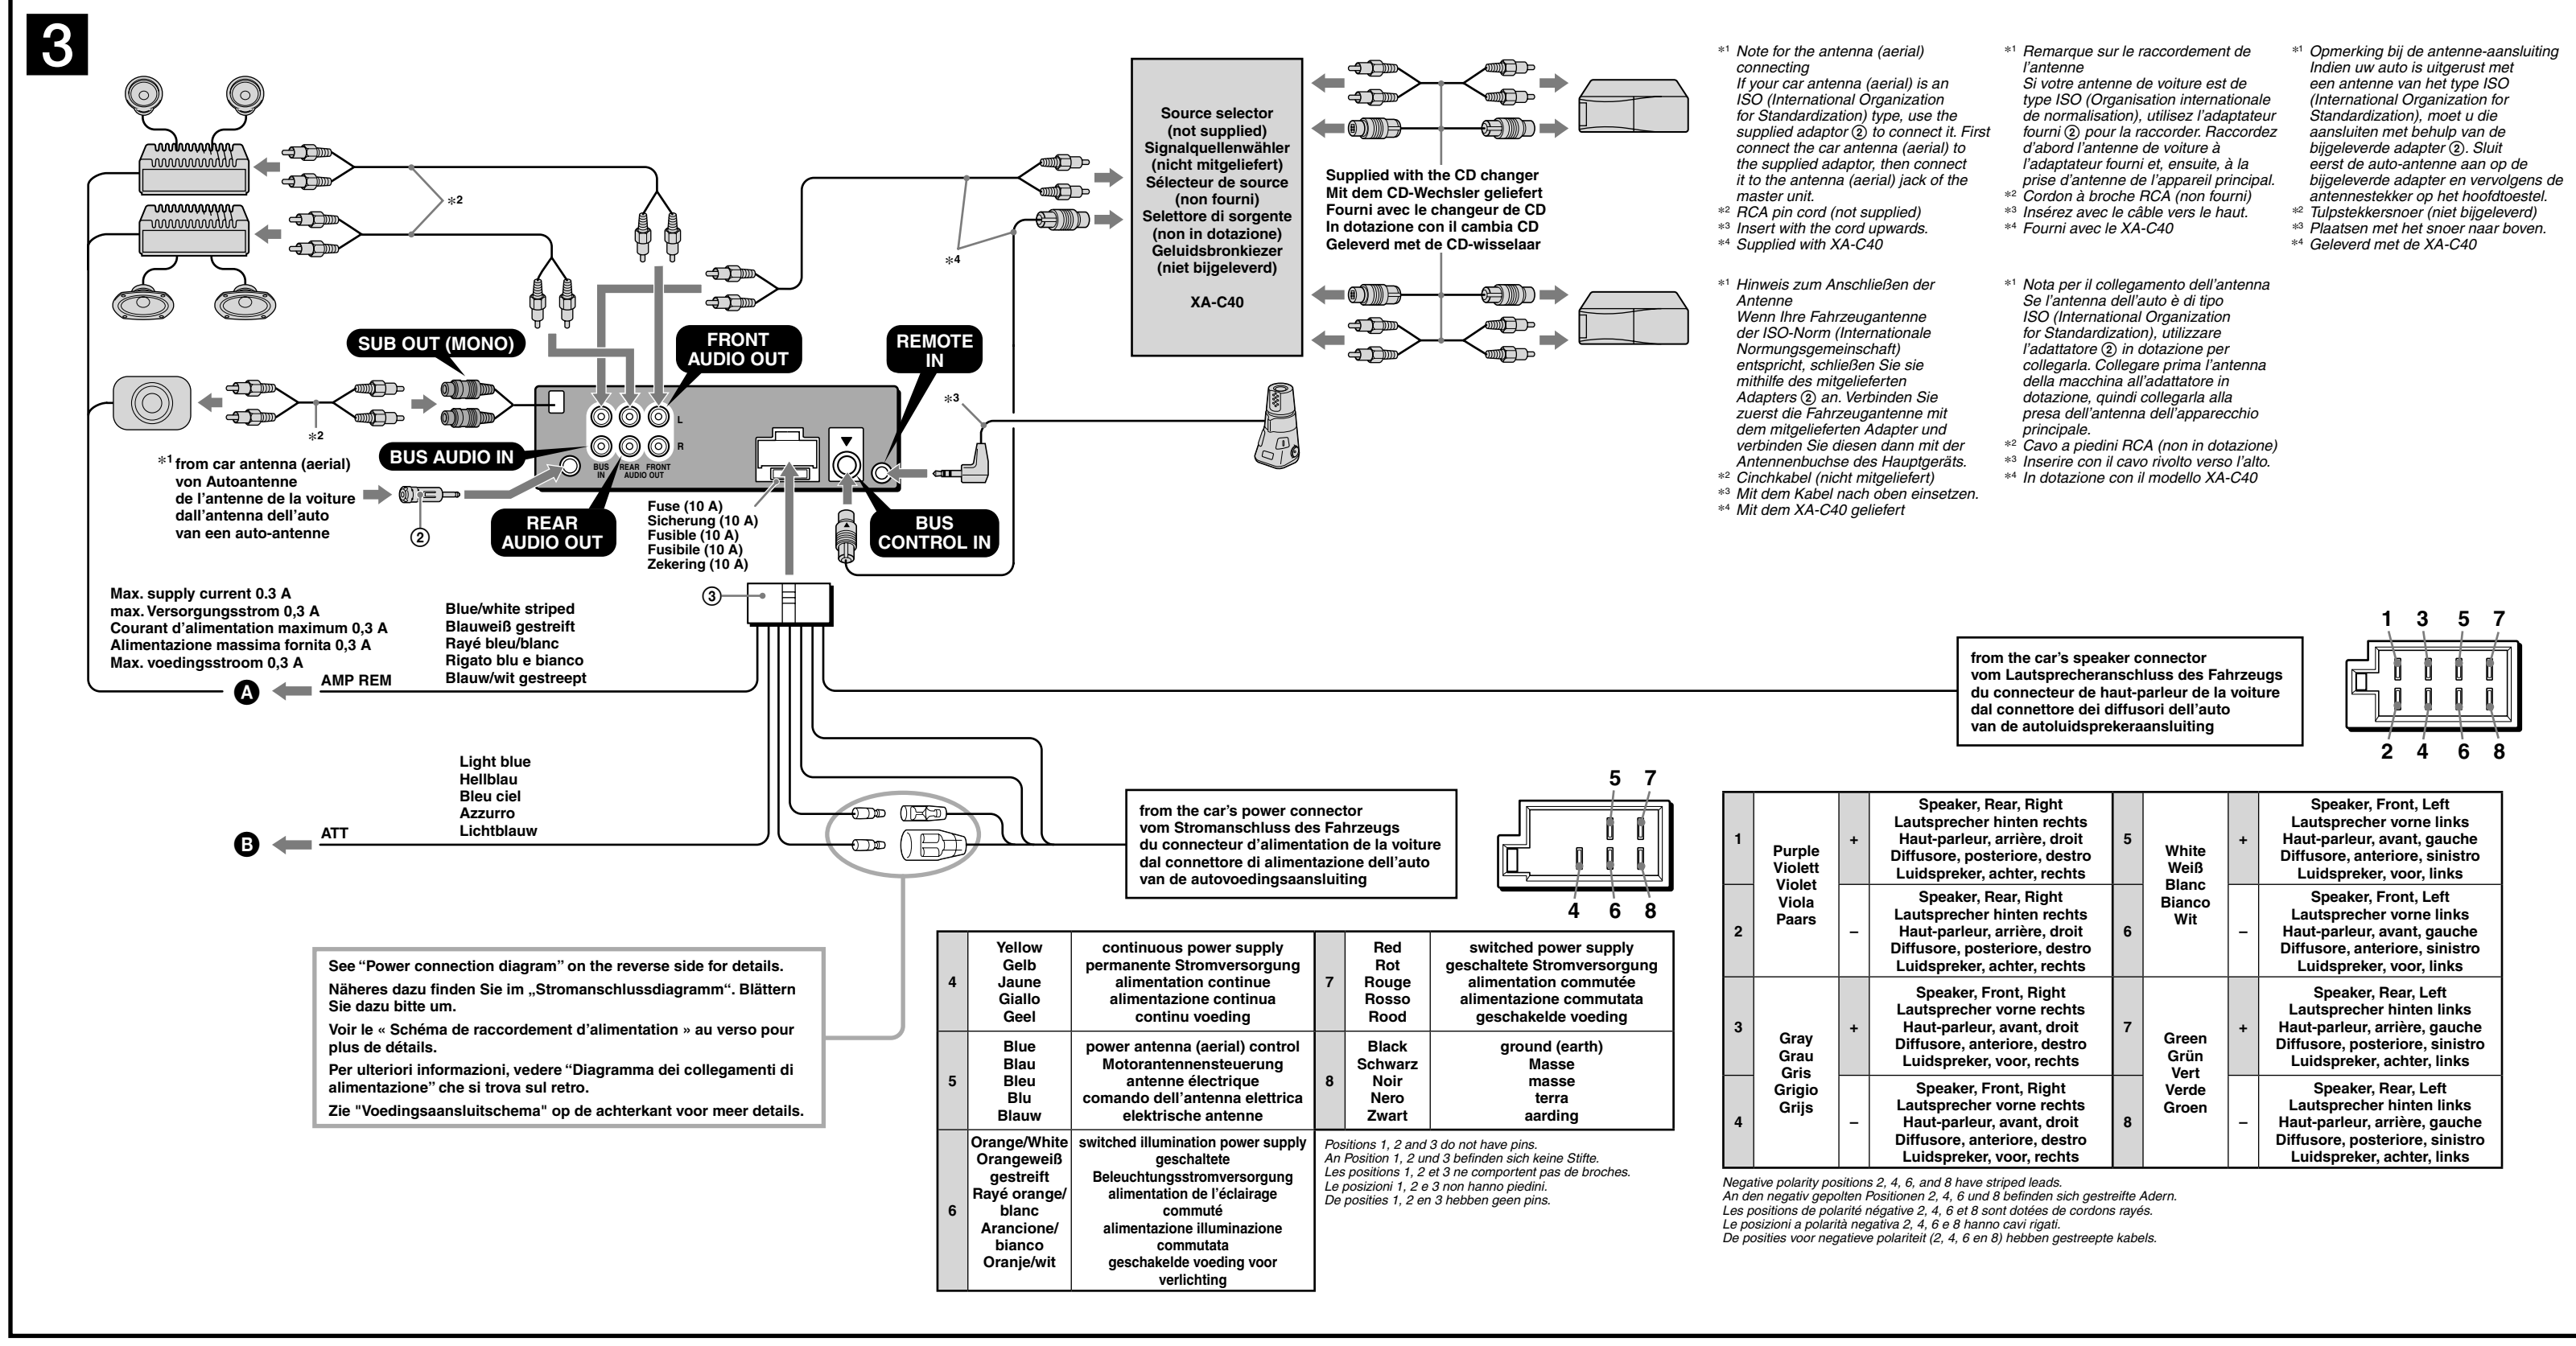 3
*2
*4
Source selector
(not supplied)
Signalquellenwähler
(nicht mitgeliefert)
Sélecteur de source
(non fourni)
Selettore di sorgente
(non in dotazione)
Geluidsbronkiezer
(niet bijgeleverd)
XA-C40
Supplied with the CD changer
Mit dem CD-Wechsler geliefert
Fourni avec le changeur de CD
In dotazione con il cambia CD
Geleverd met de CD-wisselaar
*1 Note for the antenna (aerial)
connecting
If your car antenna (aerial) is an
ISO (International Organization
for Standardization) type, use the
supplied adaptor ② to connect it. First
connect the car antenna (aerial) to
the supplied adaptor, then connect
it to the antenna (aerial) jack of the
master unit.
*2 RCA pin cord (not supplied)
*3 Insert with the cord upwards.
*4 Supplied with XA-C40
*1 Remarque sur le raccordement de
l’antenne
Si votre antenne de voiture est de
type ISO (Organisation internationale
de normalisation), utilisez l’adaptateur
fourni ② pour la raccorder. Raccordez
d’abord l’antenne de voiture à
l’adaptateur fourni et, ensuite, à la
prise d’antenne de l’appareil principal.
*2 Cordon à broche RCA (non fourni)
*3 Insérez avec le câble vers le haut.
*4 Fourni avec le XA-C40
*1 Opmerking bij de antenne-aansluiting
Indien uw auto is uitgerust met
een antenne van het type ISO
(International Organization for
Standardization), moet u die
aansluiten met behulp van de
bijgeleverde adapter ②. Sluit
eerst de auto-antenne aan op de
bijgeleverde adapter en vervolgens de
antennestekker op het hoofdtoestel.
*2 Tulpstekkersnoer (niet bijgeleverd)
*3 Plaatsen met het snoer naar boven.
*4 Geleverd met de XA-C40
*1 Hinweis zum Anschließen der
Antenne
Wenn Ihre Fahrzeugantenne
der ISO-Norm (Internationale
Normungsgemeinschaft)
entspricht, schließen Sie sie
mithilfe des mitgelieferten
Adapters ② an. Verbinden Sie
zuerst die Fahrzeugantenne mit
dem mitgelieferten Adapter und
verbinden Sie diesen dann mit der
Antennenbuchse des Hauptgeräts.
*2 Cinchkabel (nicht mitgeliefert)
*3 Mit dem Kabel nach oben einsetzen.
*4 Mit dem XA-C40 geliefert
*1 Nota per il collegamento dell’antenna
Se l’antenna dell’auto è di tipo
ISO (International Organization
for Standardization), utilizzare
l’adattatore ② in dotazione per
collegarla. Collegare prima l’antenna
della macchina all’adattatore in
dotazione, quindi collegarla alla
presa dell’antenna dell’apparecchio
principale.
*2 Cavo a piedini RCA (non in dotazione)
*3 Inserire con il cavo rivolto verso l’alto.
*4 In dotazione con il modello XA-C40
SUB OUT (MONO)
FRONT
AUDIO OUT
REMOTE
IN
*3
*2
L
R
BUS AUDIO IN
BUS
IN
REAR FRONT
AUDIO OUT
*1 from car antenna (aerial)
von Autoantenne
de l’antenne de la voiture
dall’antenna dell’auto
van een auto-antenne
②
REAR
AUDIO OUT
Fuse (10 A)
Sicherung (10 A)
Fusible (10 A)
Fusibile (10 A)
Zekering (10 A)
BUS
CONTROL IN
③
Max. supply current 0.3 A
max. Versorgungsstrom 0,3 A
Courant d’alimentation maximum 0,3 A
Alimentazione massima fornita 0,3 A
Max. voedingsstroom 0,3 A
Blue/white striped
Blauweiß gestreift
Rayé bleu/blanc
Rigato blu e bianco
Blauw/wit gestreept
A
AMP REM
Light blue
Hellblau
Bleu ciel
Azzurro
Lichtblauw
B
ATT
from the car’s speaker connector
vom Lautsprecheranschluss des Fahrzeugs
du connecteur de haut-parleur de la voiture
dal connettore dei diffusori dell’auto
van de autoluidsprekeraansluiting
1 3 5 7
2 4 6 8
from the car’s power connector
vom Stromanschluss des Fahrzeugs
du connecteur d’alimentation de la voiture
dal connettore di alimentazione dell’auto
van de autovoedingsaansluiting
5 7
4 6 8
See “Power connection diagram” on the reverse side for details.
Näheres dazu finden Sie im „Stromanschlussdiagramm“. Blättern
Sie dazu bitte um.
Voir le « Schéma de raccordement d’alimentation » au verso pour
plus de détails.
Per ulteriori informazioni, vedere “Diagramma dei collegamenti di
alimentazione” che si trova sul retro.
Zie "Voedingsaansluitschema" op de achterkant voor meer details.
4
Yellow
Gelb
Jaune
Giallo
Geel
continuous power supply
permanente Stromversorgung
alimentation continue
alimentazione continua
continu voeding
7
Red
Rot
Rouge
Rosso
Rood
switched power supply
geschaltete Stromversorgung
alimentation commutée
alimentazione commutata
geschakelde voeding
5
Blue
Blau
Bleu
Blu
Blauw
power antenna (aerial) control
Motorantennensteuerung
antenne électrique
comando dell’antenna elettrica
elektrische antenne
8
Black
Schwarz
Noir
Nero
Zwart
ground (earth)
Masse
masse
terra
aarding
6
Orange/White
Orangeweiß
gestreift
Rayé orange/
blanc
Arancione/
bianco
Oranje/wit
switched illumination power supply
geschaltete
Beleuchtungsstromversorgung
alimentation de l’éclairage
commuté
alimentazione illuminazione
commutata
geschakelde voeding voor
verlichting
Positions 1, 2 and 3 do not have pins.
An Position 1, 2 und 3 befinden sich keine Stifte.
Les positions 1, 2 et 3 ne comportent pas de broches.
Le posizioni 1, 2 e 3 non hanno piedini.
De posities 1, 2 en 3 hebben geen pins.
1
Purple
Violett
Violet
Viola
Paars
+
Speaker, Rear, Right
Lautsprecher hinten rechts
Haut-parleur, arrière, droit
Diffusore, posteriore, destro
Luidspreker, achter, rechts
5
White
Weiß
Blanc
Bianco
Wit
+
Speaker, Front, Left
Lautsprecher vorne links
Haut-parleur, avant, gauche
Diffusore, anteriore, sinistro
Luidspreker, voor, links
2
–
Speaker, Rear, Right
Lautsprecher hinten rechts
Haut-parleur, arrière, droit
Diffusore, posteriore, destro
Luidspreker, achter, rechts
6
–
Speaker, Front, Left
Lautsprecher vorne links
Haut-parleur, avant, gauche
Diffusore, anteriore, sinistro
Luidspreker, voor, links
3
Gray
Grau
Gris
Grigio
Grijs
+
Speaker, Front, Right
Lautsprecher vorne rechts
Haut-parleur, avant, droit
Diffusore, anteriore, destro
Luidspreker, voor, rechts
7
Green
Grün
Vert
Verde
Groen
+
Speaker, Rear, Left
Lautsprecher hinten links
Haut-parleur, arrière, gauche
Diffusore, posteriore, sinistro
Luidspreker, achter, links
4
–
Speaker, Front, Right
Lautsprecher vorne rechts
Haut-parleur, avant, droit
Diffusore, anteriore, destro
Luidspreker, voor, rechts
8
–
Speaker, Rear, Left
Lautsprecher hinten links
Haut-parleur, arrière, gauche
Diffusore, posteriore, sinistro
Luidspreker, achter, links
Negative polarity positions 2, 4, 6, and 8 have striped leads.
An den negativ gepolten Positionen 2, 4, 6 und 8 befinden sich gestreifte Adern.
Les positions de polarité négative 2, 4, 6 et 8 sont dotées de cordons rayés.
Le posizioni a polarità negativa 2, 4, 6 e 8 hanno cavi rigati.
De posities voor negatieve polariteit (2, 4, 6 en 8) hebben gestreepte kabels.